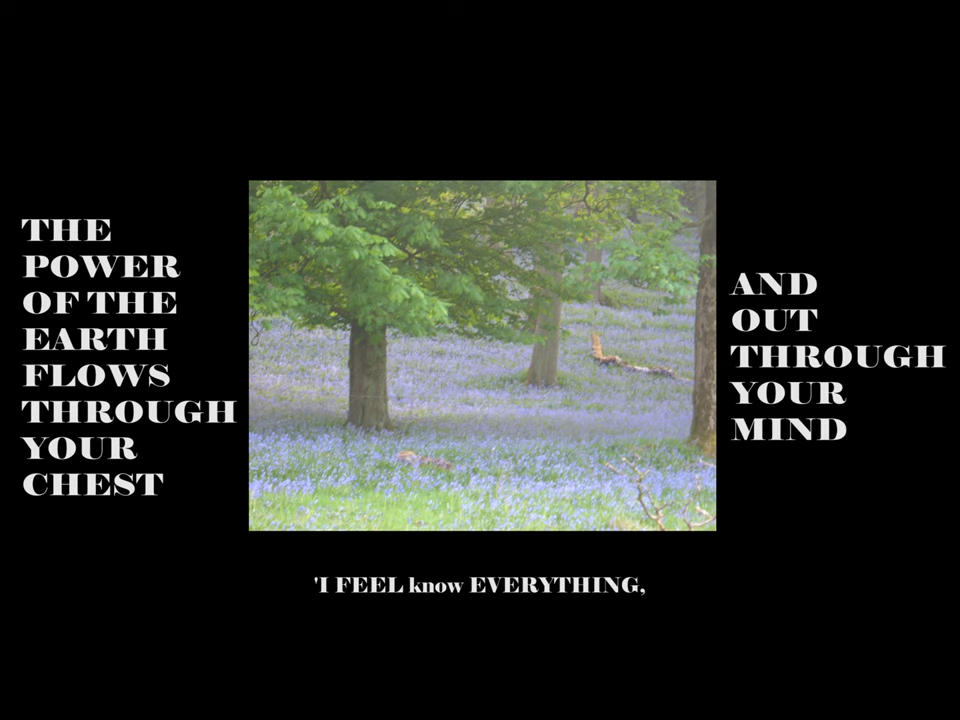 THE
POWER
OF THE
EARTH
FLOWS
THROUGH
YOUR
CHEST
AND
OUT
THROUGH
YOUR
MIND
'I FEEL know EVERYTHING,